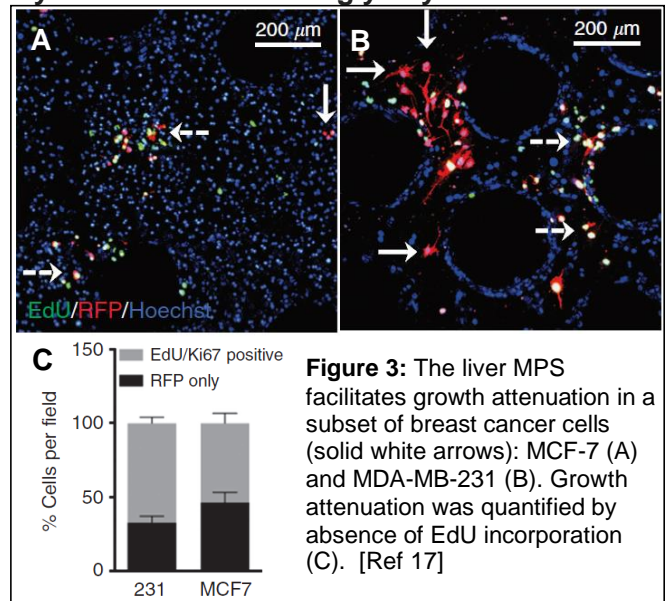 A
200 μm
B
200 μm
EdU/RFP/Hoechst
C
150
100
50
0
% Cells per field
EdU/Ki67 positive
RFP only
231
MCF7
Figure 3: The liver MPS
facilitates growth attenuation in a
subset of breast cancer cells
(solid white arrows): MCF-7 (A)
and MDA-MB-231 (B). Growth
attenuation was quantified by
absence of EdU incorporation
(C). [Ref 17]